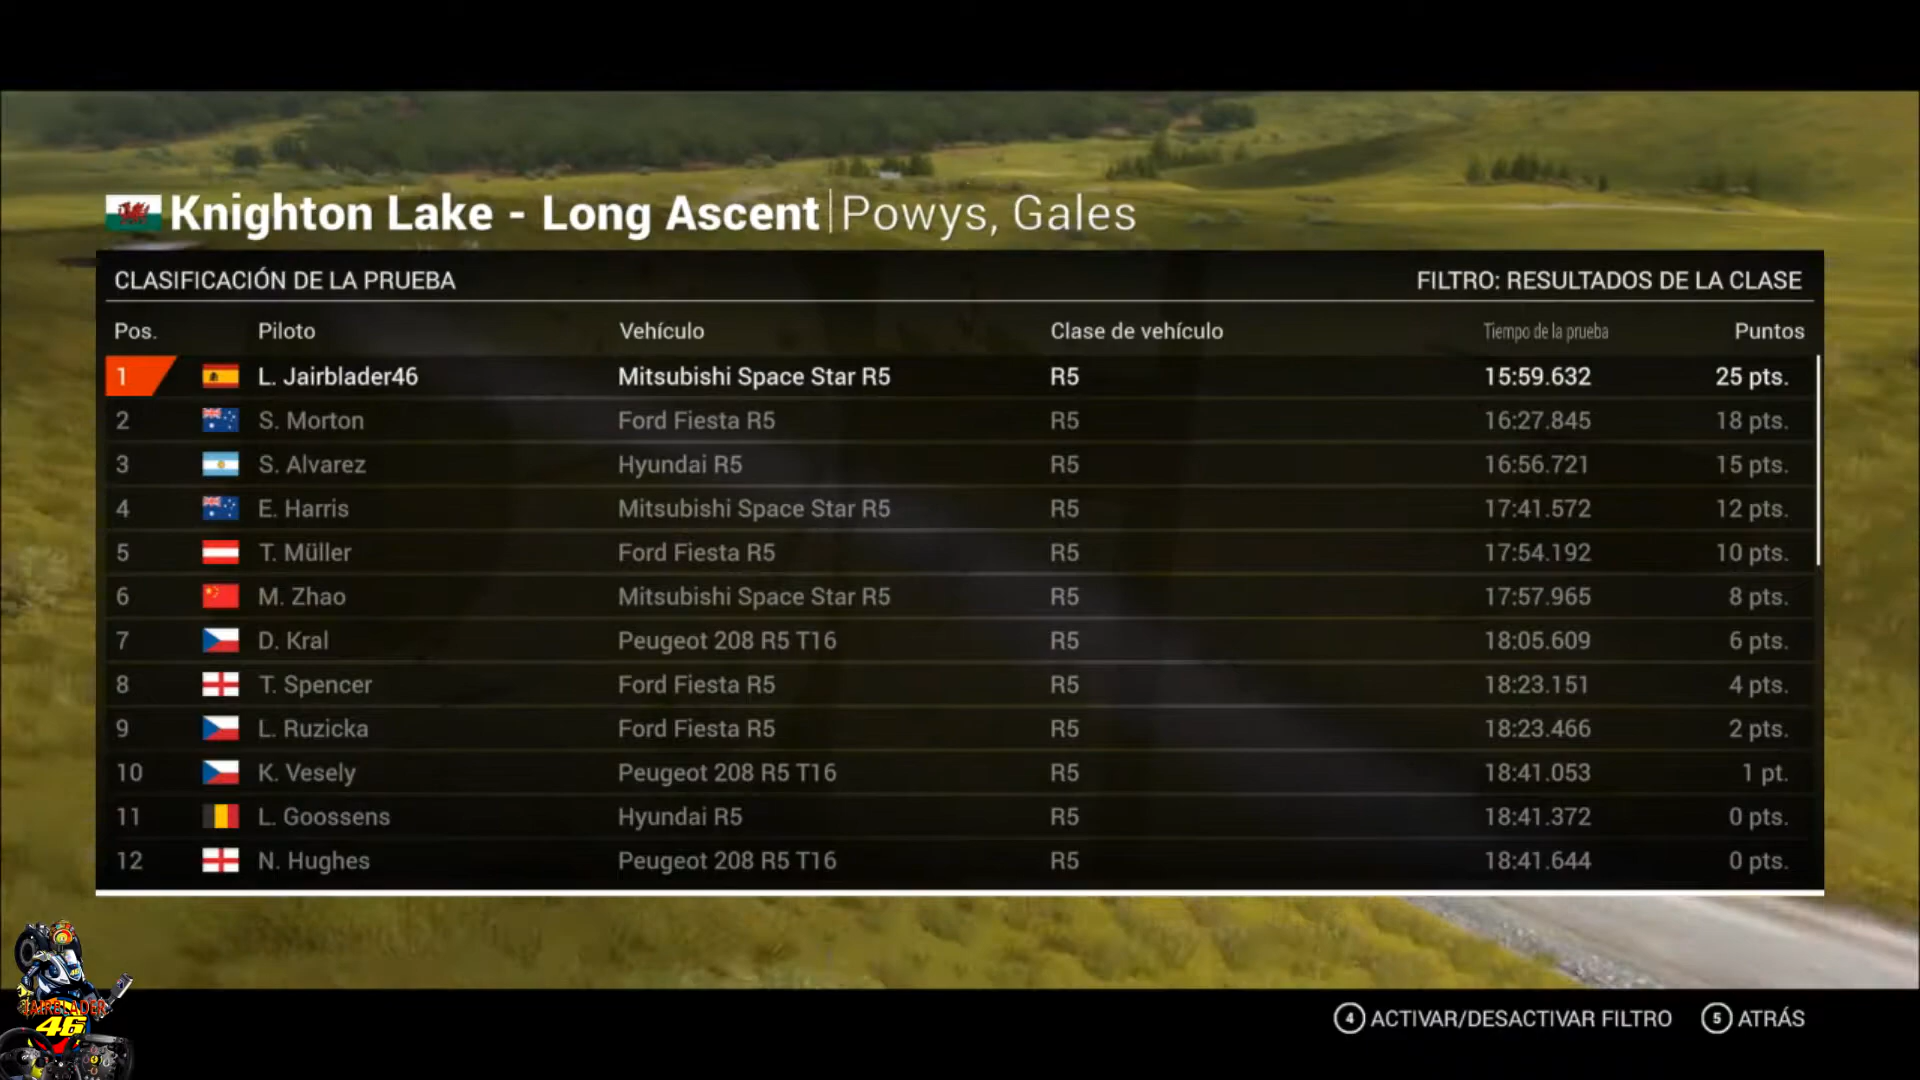 Knighton Lake - Long Ascent | Powys, Gales
CLASIFICACIÓN DE LA PRUEBA FILTRO: RESULTADOS DE LA CLASE
Pos. Piloto Vehículo Clase de vehículo Tiempo de la prueba Puntos
1 L. Jairblader46 Mitsubishi Space Star R5 R5 15:59.632 25 pts.
2 S. Morton Ford Fiesta R5 R5 16:27.845 18 pts.
3 S. Alvarez Hyundai R5 R5 16:56.721 15 pts.
4 E. Harris Mitsubishi Space Star R5 R5 17:41.572 12 pts.
5 T. Müller Ford Fiesta R5 R5 17:54.192 10 pts.
6 M. Zhao Mitsubishi Space Star R5 R5 17:57.965 8 pts.
7 D. Kral Peugeot 208 R5 T16 R5 18:05.609 6 pts.
8 T. Spencer Ford Fiesta R5 R5 18:23.151 4 pts.
9 L. Ruzicka Ford Fiesta R5 R5 18:23.466 2 pts.
10 K. Vesely Peugeot 208 R5 T16 R5 18:41.053 1 pt.
11 L. Goossens Hyundai R5 R5 18:41.372 0 pts.
12 N. Hughes Peugeot 208 R5 T16 R5 18:41.644 0 pts.
JAIRBLADER
46
4 ACTIVAR/DESACTIVAR FILTRO 5 ATRÁS